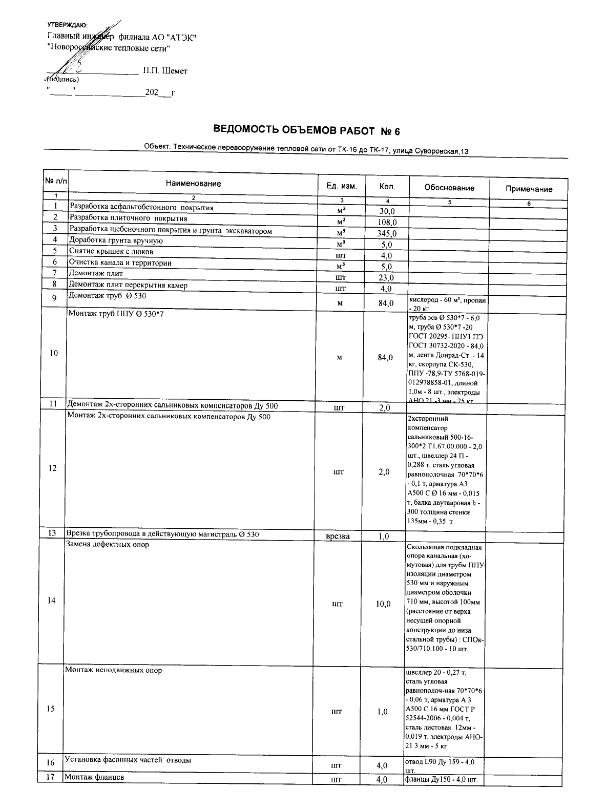 УТВЕРЖДАЮ:
Главный инженер филиала АО "АТЭК"
"Новороссийские тепловые сети"
П.П. Шемет
(подпись)
"_____"____________202___г
ВЕДОМОСТЬ ОБЪЕМОВ РАБОТ № 6
Объект: Техническое перевооружение тепловой сети от ТК-16 до ТК-17, улица Суворовская,13
№ п/п Наименование Ед. изм. Кол. Обоснование Примечание
1 2 3 4 5 6
1 Разработка асфальтобетонного покрытия м² 30,0
2 Разработка плиточного покрытия м² 108,0
3 Разработка щебеночного покрытия и грунта экскаватором м³ 345,0
4 Доработка грунта вручную м³ 5,0
5 Снятие крышек с люков шт 4,0
6 Очистка канала и территории м³ 5,0
7 Демонтаж плит шт 23,0
8 Демонтаж плит перекрытия камер шт 4,0
9 Демонтаж труб Ø 530 м 84,0 кислород - 60 м³, пропан
- 20 кг
10 Монтаж труб ППУ Ø 530*7 м 84,0 труба эсв Ø 530*7 - 6,0
м, труба Ø 530*7 -20
ГОСТ 20295- ППУ1 ПЭ
ГОСТ 30732-2020 - 84,0
м, лента Донрад-Ст - 14
кг, скорлупа СК-530,
ППУ -78,9-ТУ 5768-019-
012978858-01, длиной
1,0м - 8 шт., электроды
АНО 21 -3 мм - 25 кг
11 Демонтаж 2х-сторонних сальниковых компенсаторов Ду 500 шт 2,0
12 Монтаж 2х-сторонних сальниковых компенсаторов Ду 500 шт 2,0 2хсторонний
компенсатор
сальниковый 500-16-
300*2 Т1.67.00.000 - 2,0
шт., швеллер 24 П -
0,288 т, сталь угловая
равнополочная 70*70*6
- 0,1 т, арматура А3
А500 С Ø 16 мм - 0,015
т, балка двутавровая b -
300 толщина стенки
135мм - 0,35 т
13 Врезка трубопровода в действующую магистраль Ø 530 врезка 1,0
14 Замена дефектных опор шт 10,0 Скользящая подкладная
опора канальная (хо-
мутовая) для трубы ППУ
изоляции диаметром
530 мм и наружным
диаметром оболочки
710 мм, высотой 100мм
(расстояние от верха
несущей опорной
конструкции до низа
стальной трубы) : СПОк-
530/710.100 - 10 шт.
15 Монтаж неподвижных опор шт 1,0 швеллер 20 - 0,27 т,
сталь угловая
равнополоч-ная 70*70*6
- 0,06 т, арматура А 3
А500 С 16 мм ГОСТ Р
52544-2006 - 0,004 т,
сталь листовая 12мм -
0,019 т, электроды АНО-
21 3 мм - 5 кг
16 Установка фасонных частей: отводы шт 4,0 отвод L90 Ду 159 - 4,0
шт.
17 Монтаж фланцев шт 4,0 фланцы Ду150 - 4,0 шт.